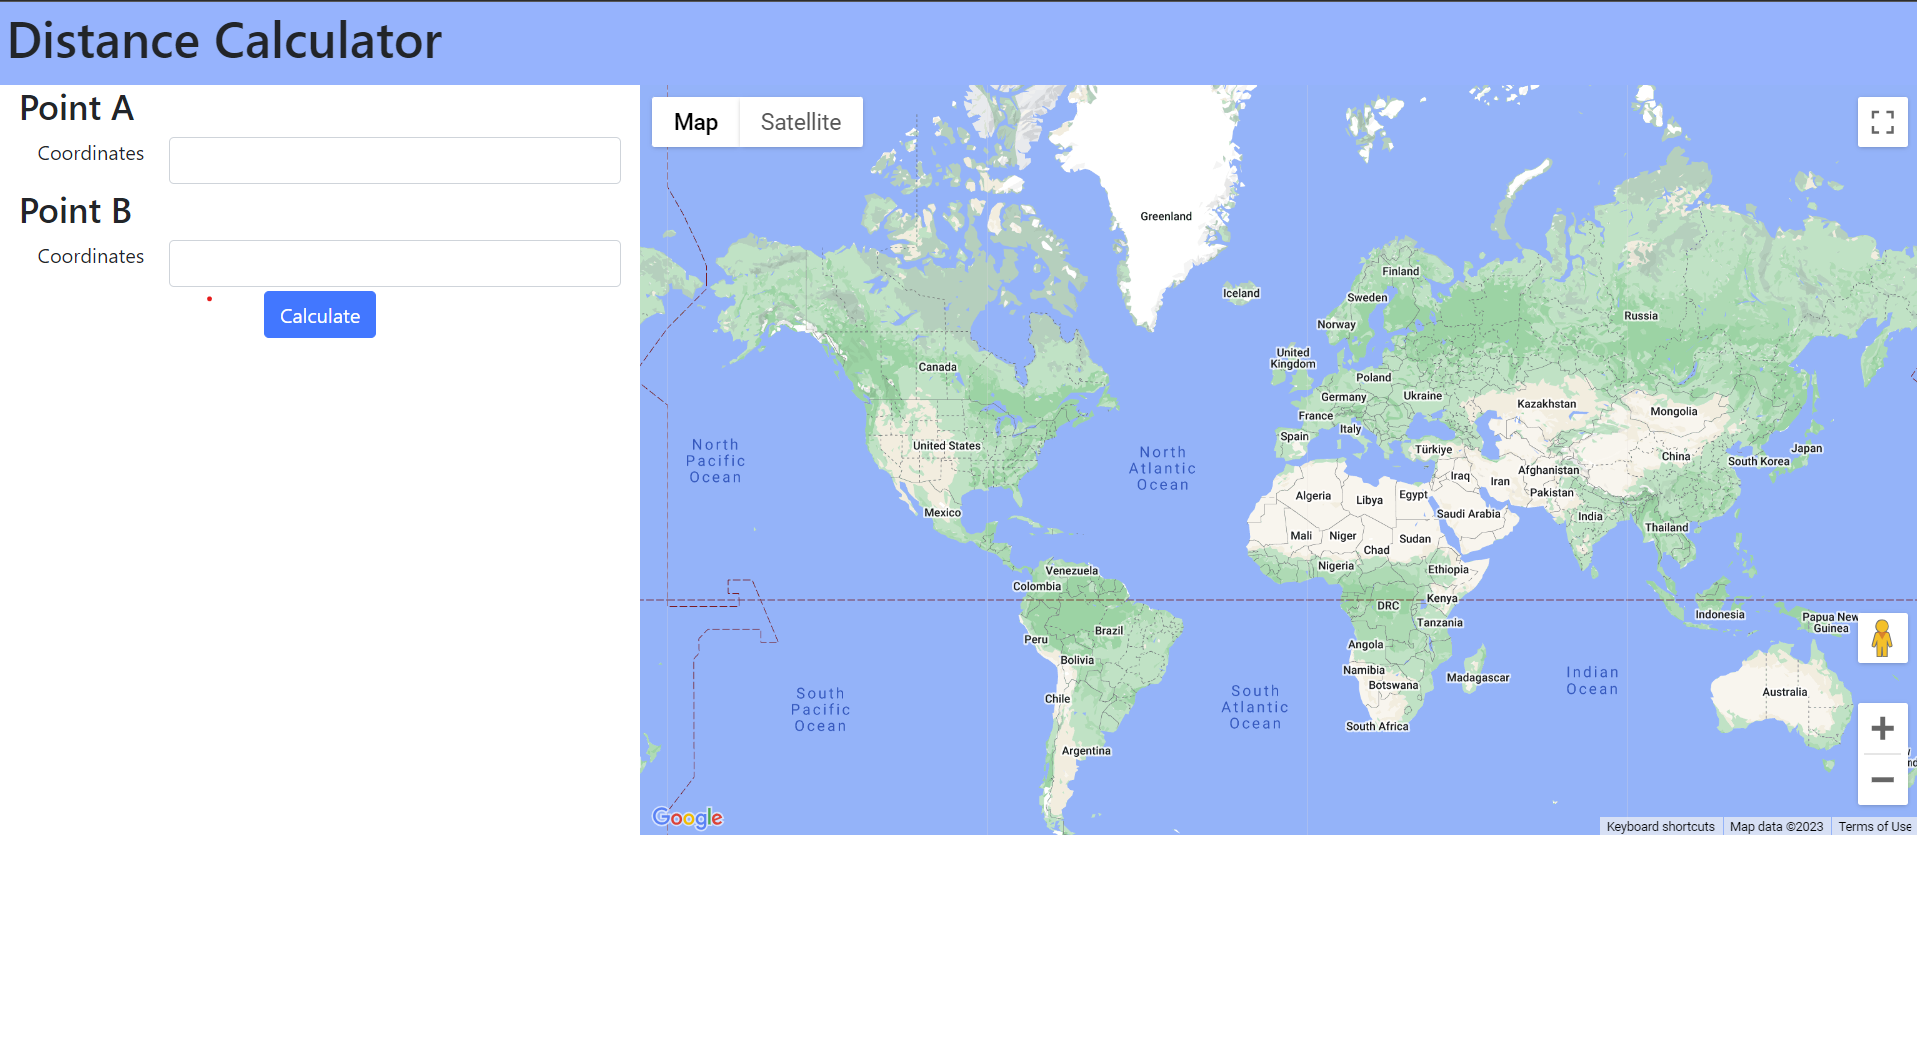 Distance Calculator
Point A
Coordinates
Point B
Coordinates
Calculate
Map
Satellite
Greenland
Iceland
Finland
Sweden
Norway
Russia
United
Kingdom
Canada
Poland
Germany
Ukraine
France
Kazakhstan
Mongolia
Italy
Spain
United States
Türkiye
Japan
China
South Korea
North
Pacific
Ocean
North
Atlantic
Ocean
Iraq
Iran
Afghanistan
Pakistan
Algeria
Libya
Egypt
Saudi Arabia
India
Mexico
Thailand
Mali
Niger
Sudan
Chad
Nigeria
Ethiopia
Venezuela
Colombia
Kenya
DRC
Indonesia
Papua New
Guinea
Tanzania
Brazil
Peru
Angola
Bolivia
Namibia
Botswana
Madagascar
Indian
Ocean
South
Pacific
Ocean
South
Atlantic
Ocean
Chile
Australia
South Africa
Argentina
Google
Keyboard shortcuts
Map data ©2023
Terms of Use